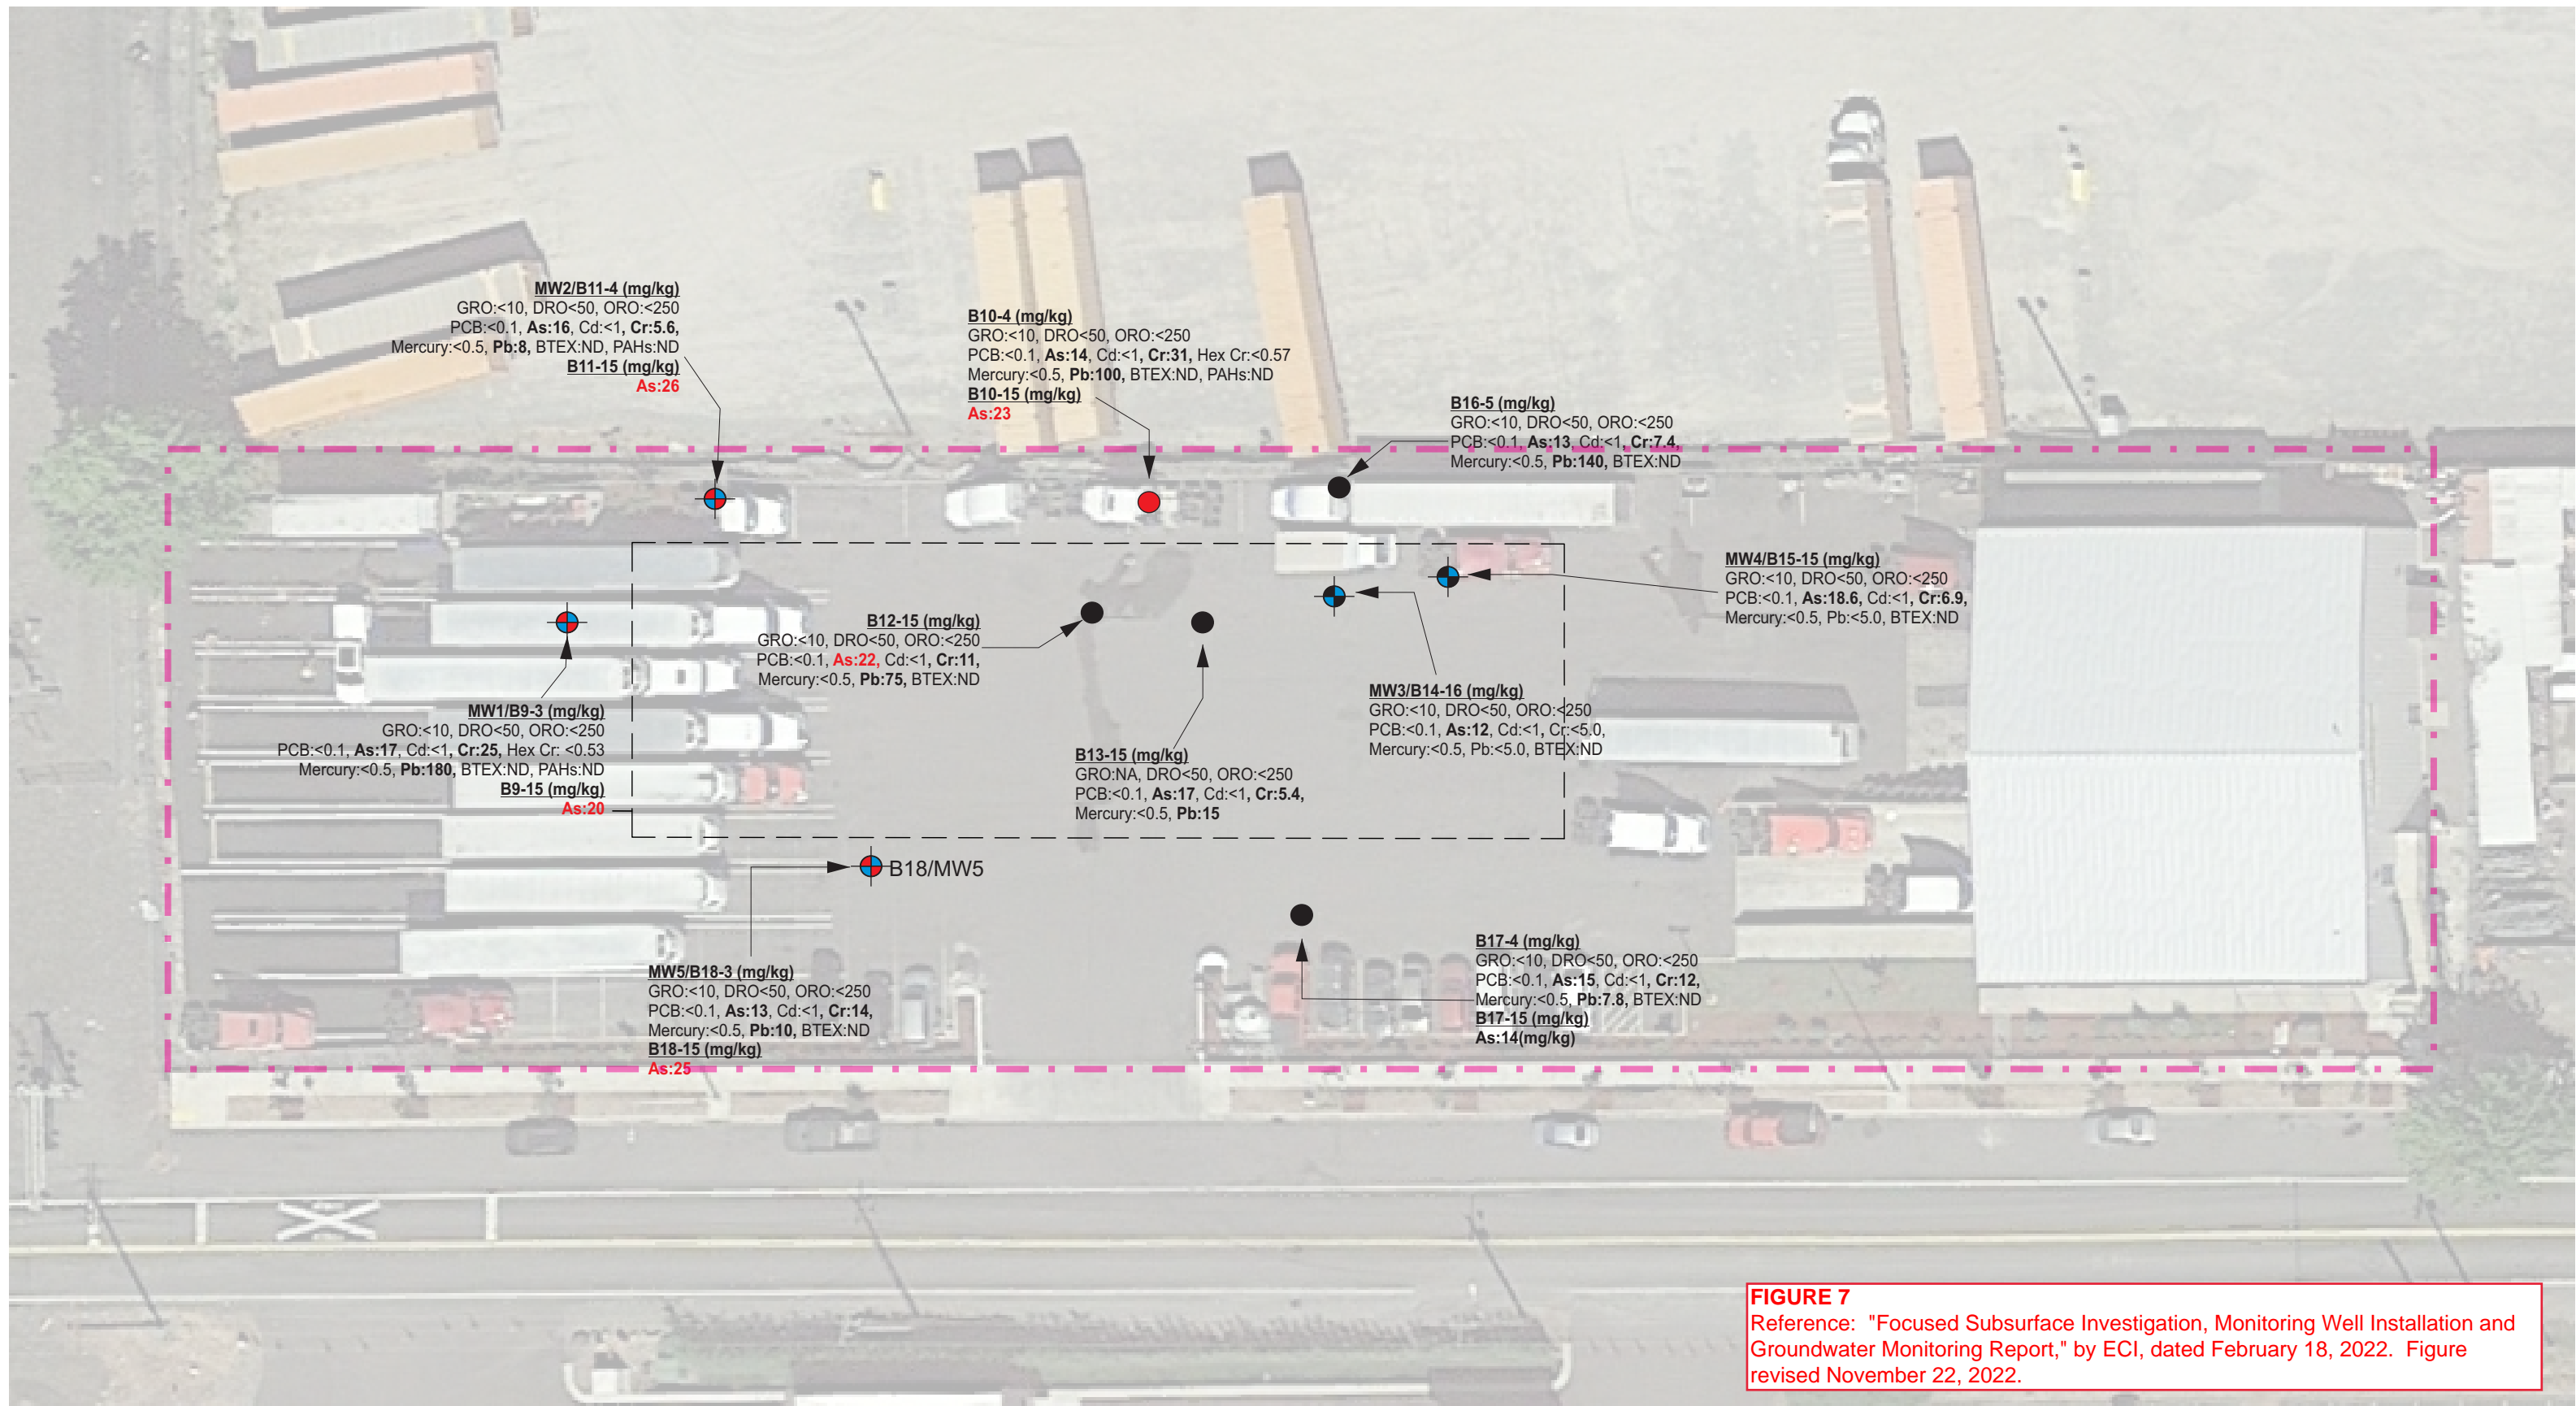 MW2/B11-4 (mg/kg)
GRO:<10, DRO<50, ORO:<250
PCB:<0.1, As:16, Cd:<1, Cr:5.6,
Mercury:<0.5, Pb:8, BTEX:ND, PAHs:ND
B11-15 (mg/kg)
As:26
B10-4 (mg/kg)
GRO:<10, DRO<50, ORO:<250
PCB:<0.1, As:14, Cd:<1, Cr:31, Hex Cr:<0.57
Mercury:<0.5, Pb:100, BTEX:ND, PAHs:ND
B10-15 (mg/kg)
As:23
B16-5 (mg/kg)
GRO:<10, DRO<50, ORO:<250
PCB:<0.1, As:13, Cd:<1, Cr:7.4,
Mercury:<0.5, Pb:140, BTEX:ND
MW4/B15-15 (mg/kg)
GRO:<10, DRO<50, ORO:<250
PCB:<0.1, As:18.6, Cd:<1, Cr:6.9,
Mercury:<0.5, Pb:<5.0, BTEX:ND
B12-15 (mg/kg)
GRO:<10, DRO<50, ORO:<250
PCB:<0.1, As:22, Cd:<1, Cr:11,
Mercury:<0.5, Pb:75, BTEX:ND
MW1/B9-3 (mg/kg)
GRO:<10, DRO<50, ORO:<250
PCB:<0.1, As:17, Cd:<1, Cr:25, Hex Cr: <0.53
Mercury:<0.5, Pb:180, BTEX:ND, PAHs:ND
B9-15 (mg/kg)
As:20
MW3/B14-16 (mg/kg)
GRO:<10, DRO<50, ORO:<250
PCB:<0.1, As:12, Cd:<1, Cr:<5.0,
Mercury:<0.5, Pb:<5.0, BTEX:ND
B13-15 (mg/kg)
GRO:NA, DRO<50, ORO:<250
PCB:<0.1, As:17, Cd:<1, Cr:5.4,
Mercury:<0.5, Pb:15
B18/MW5
MW5/B18-3 (mg/kg)
GRO:<10, DRO<50, ORO:<250
PCB:<0.1, As:13, Cd:<1, Cr:14,
Mercury:<0.5, Pb:10, BTEX:ND
B18-15 (mg/kg)
As:25
B17-4 (mg/kg)
GRO:<10, DRO<50, ORO:<250
PCB:<0.1, As:15, Cd:<1, Cr:12,
Mercury:<0.5, Pb:7.8, BTEX:ND
B17-15 (mg/kg)
As:14(mg/kg)
FIGURE 7
Reference: "Focused Subsurface Investigation, Monitoring Well Installation and
Groundwater Monitoring Report," by ECI, dated February 18, 2022. Figure
revised November 22, 2022.